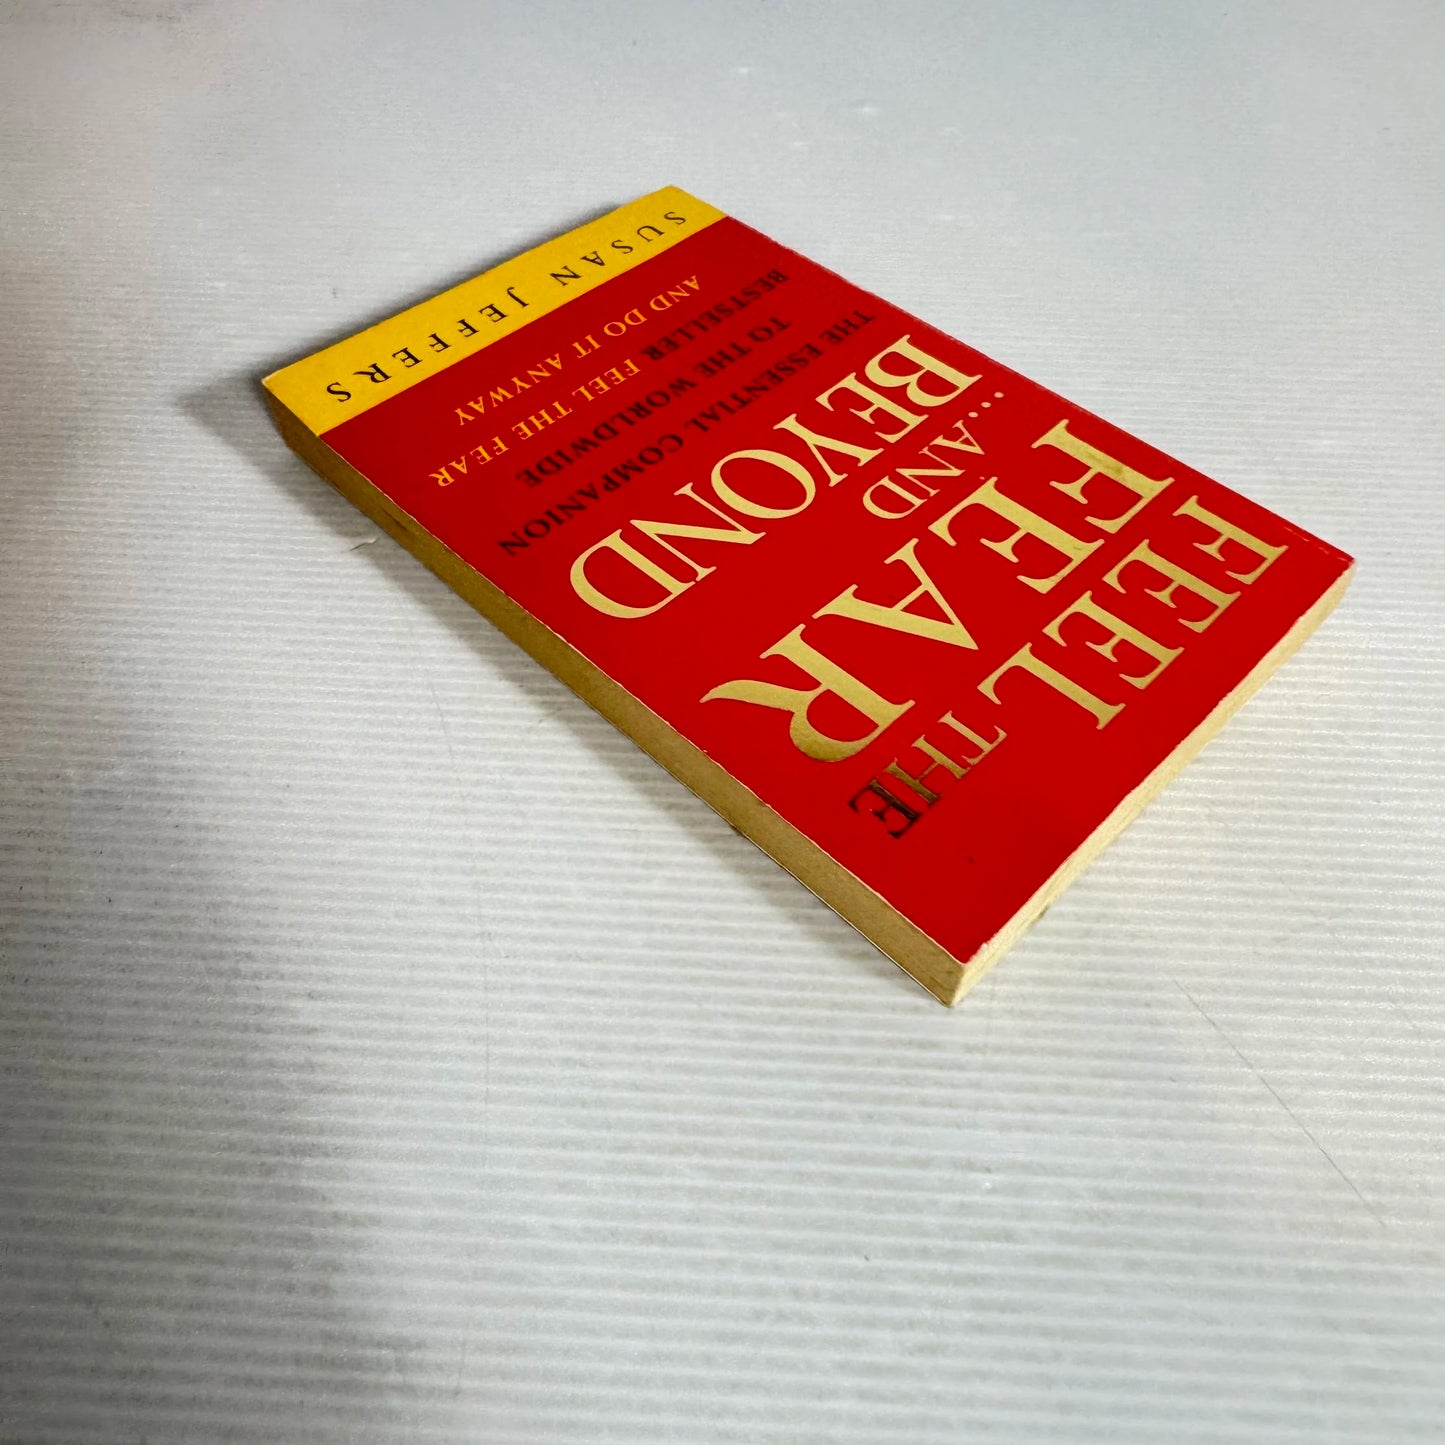 FEEL THE
FEAR
...AND
BEYOND
THE ESSENTIAL COMPANION
TO THE WORLDWIDE
BESTSELLER
FEEL THE FEAR
AND DO IT ANYWAY
SUSAN JEFFERS